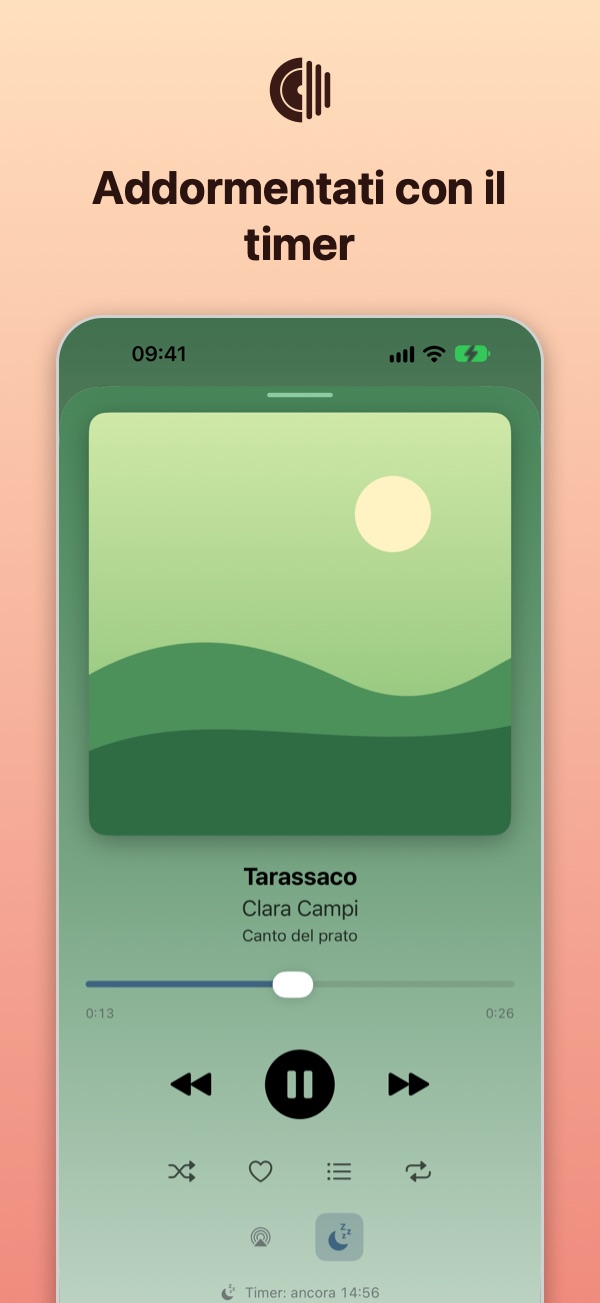 Addormentati con il
timer
09:41
Tarassaco
Clara Campi
Canto del prato
0:13
0:26
z z z
Timer: ancora 14:56